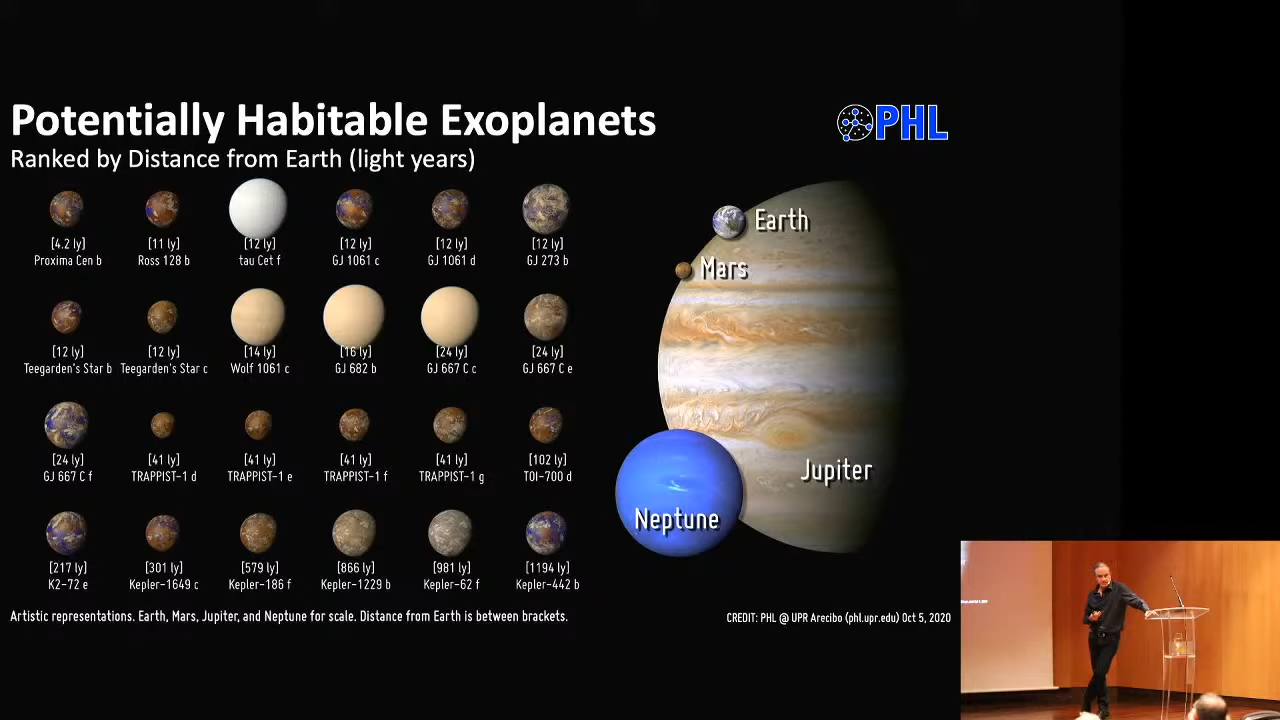 Potentially Habitable Exoplanets
PHL
Ranked by Distance from Earth (light years)
[4.2 ly] [11 ly] [12 ly] [12 ly] [12 ly] [12 ly]
Proxima Cen b Ross 128 b tau Cet f GJ 1061 c GJ 1061 d GJ 273 b
[12 ly] [12 ly] [14 ly] [16 ly] [24 ly] [24 ly]
Teegarden's Star b Teegarden's Star c Wolf 1061 c GJ 682 b GJ 667 C c GJ 667 C e
[24 ly] [41 ly] [41 ly] [41 ly] [41 ly] [102 ly]
GJ 667 C f TRAPPIST-1 d TRAPPIST-1 e TRAPPIST-1 f TRAPPIST-1 g TOI-700 d
[217 ly] [301 ly] [579 ly] [866 ly] [981 ly] [1194 ly]
K2-72 e Kepler-1649 c Kepler-186 f Kepler-1229 b Kepler-62 f Kepler-442 b
Earth
Mars
Jupiter
Neptune
Artistic representations. Earth, Mars, Jupiter, and Neptune for scale. Distance from Earth is between brackets.
CREDIT: PHL @ UPR Arecibo (phl.upr.edu) Oct 5, 2020